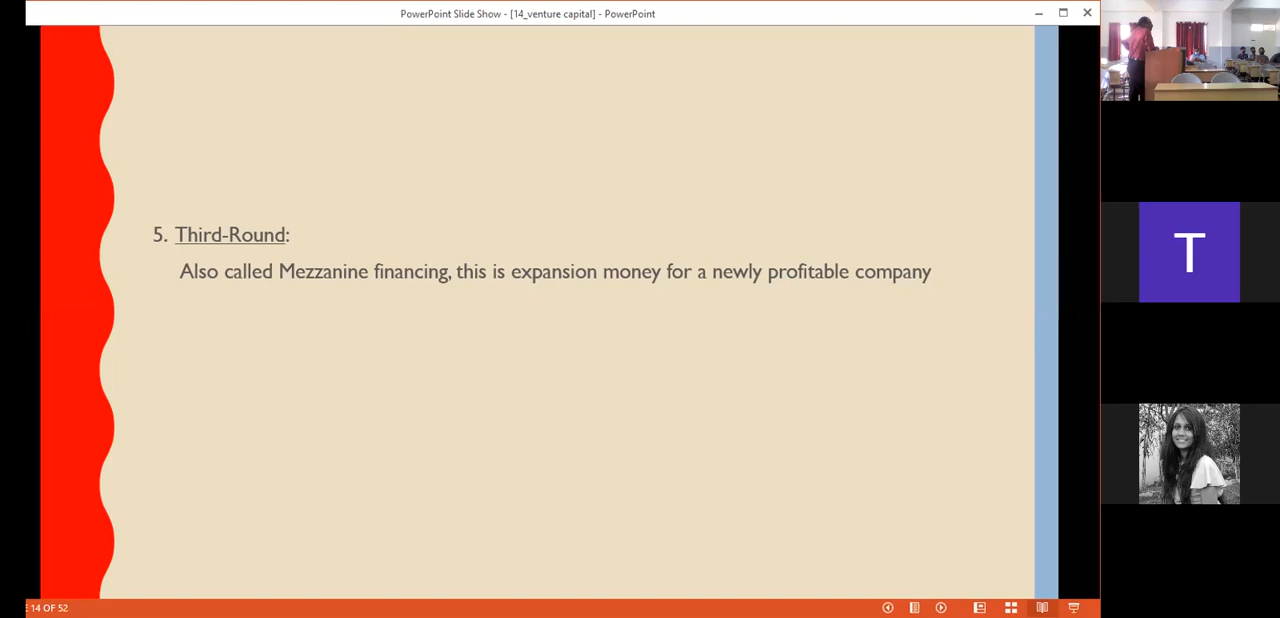 PowerPoint Slide Show - [14_venture capital] - PowerPoint
5. Third-Round:
Also called Mezzanine financing, this is expansion money for a newly profitable company
T
E 14 OF 52